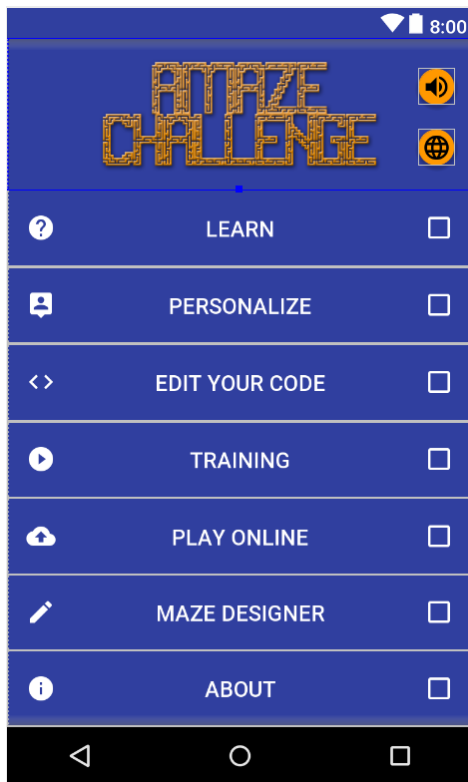 8:00
AMAZE
CHALLENGE
LEARN
PERSONALIZE
EDIT YOUR CODE
TRAINING
PLAY ONLINE
MAZE DESIGNER
ABOUT